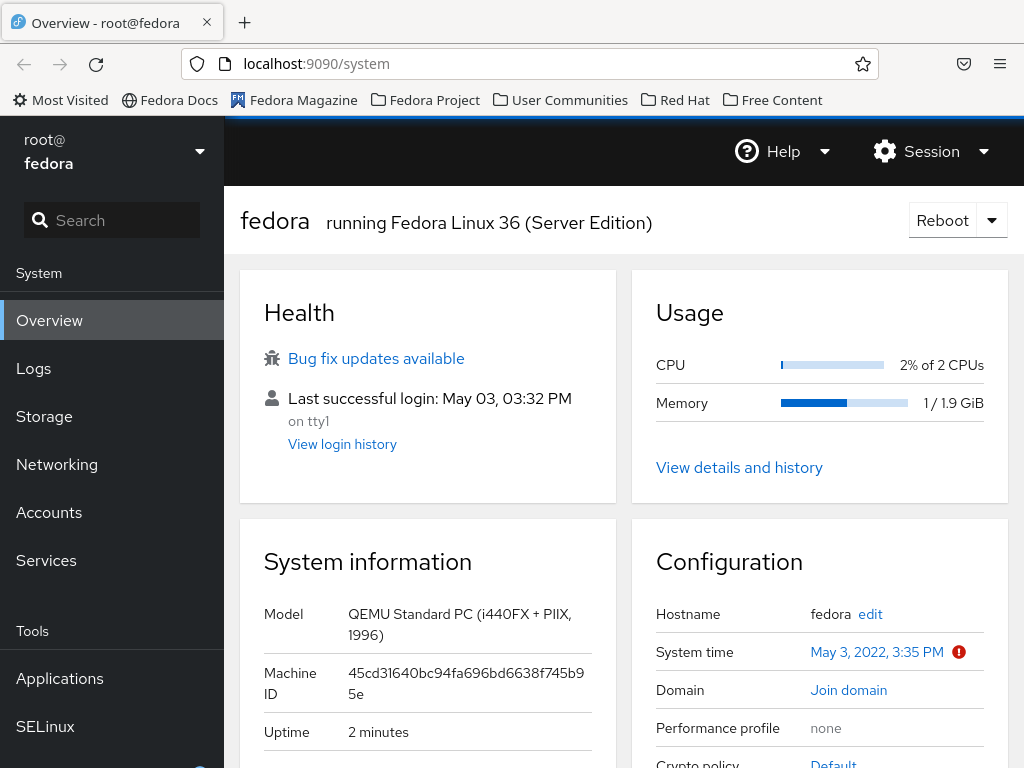 Overview - root@fedora
localhost:9090/system
Most Visited Fedora Docs Fedora Magazine Fedora Project User Communities Red Hat Free Content
root@
fedora
Help Session
Search
fedora running Fedora Linux 36 (Server Edition)
Reboot
System
Overview
Logs
Storage
Networking
Accounts
Services
Tools
Applications
SELinux
Health
Bug fix updates available
Last successful login: May 03, 03:32 PM
on tty1
View login history
Usage
CPU 2% of 2 CPUs
Memory 1 / 1.9 GiB
View details and history
System information
Model QEMU Standard PC (i440FX + PIIX,
1996)
Machine 45cd31640bc94fa696bd6638f745b9
ID 5e
Uptime 2 minutes
Configuration
Hostname fedora edit
System time May 3, 2022, 3:35 PM
Domain Join domain
Performance profile none
Crypto policy Default